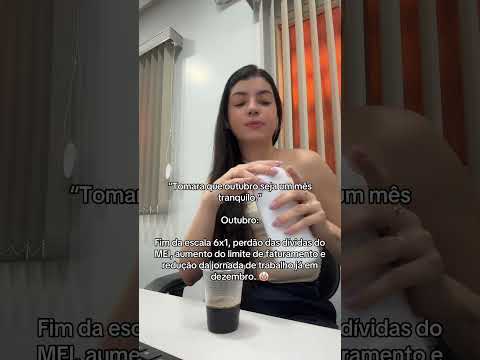 “Tomara que outubro seja um mês
tranquilo “
Outubro:
Fim da escala 6x1, perdão das dívidas do
MEI, aumento do limite de faturamento e
redução da jornada de trabalho já em
dezembro. 🤡